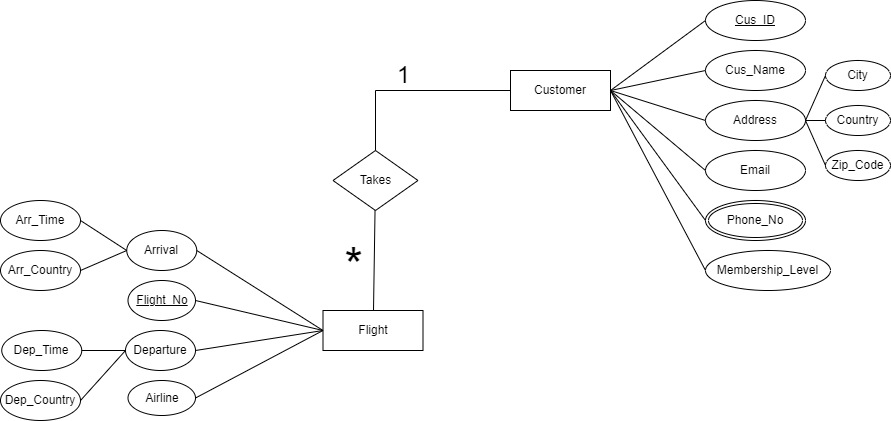 Cus_ID
1
Customer
Cus_Name
City
Address
Country
Email
Zip_Code
Takes
Phone_No
Membership_Level
*
Arr_Time
Arrival
Arr_Country
Flight_No
Flight
Dep_Time
Departure
Dep_Country
Airline